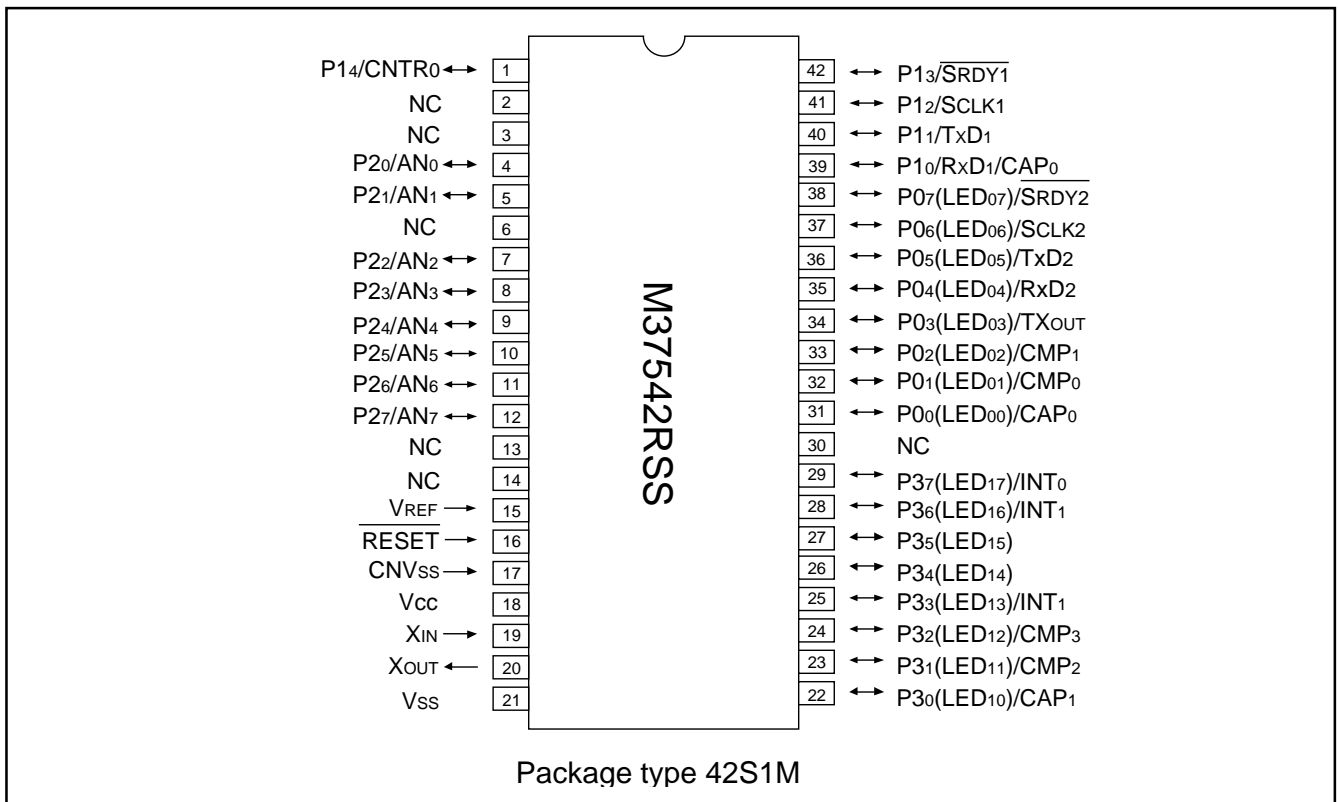 P14/CNTR0
NC
NC
P20/AN0
P21/AN1
NC
P22/AN2
P23/AN3
P24/AN4
P25/AN5
P26/AN6
P27/AN7
NC
NC
VREF
RESET
CNVSS
Vcc
XIN
XOUT
VSS
1
2
3
4
5
6
7
8
9
10
11
12
13
14
15
16
17
18
19
20
21
M37542RSS
42
41
40
39
38
37
36
35
34
33
32
31
30
29
28
27
26
25
24
23
22
P13/SRDY1
P12/SCLK1
P11/TXD1
P10/RXD1/CAP0
P07(LED07)/SRDY2
P06(LED06)/SCLK2
P05(LED05)/TxD2
P04(LED04)/RxD2
P03(LED03)/TXOUT
P02(LED02)/CMP1
P01(LED01)/CMP0
P00(LED00)/CAP0
NC
P37(LED17)/INT0
P36(LED16)/INT1
P35(LED15)
P34(LED14)
P33(LED13)/INT1
P32(LED12)/CMP3
P31(LED11)/CMP2
P30(LED10)/CAP1
Package type 42S1M